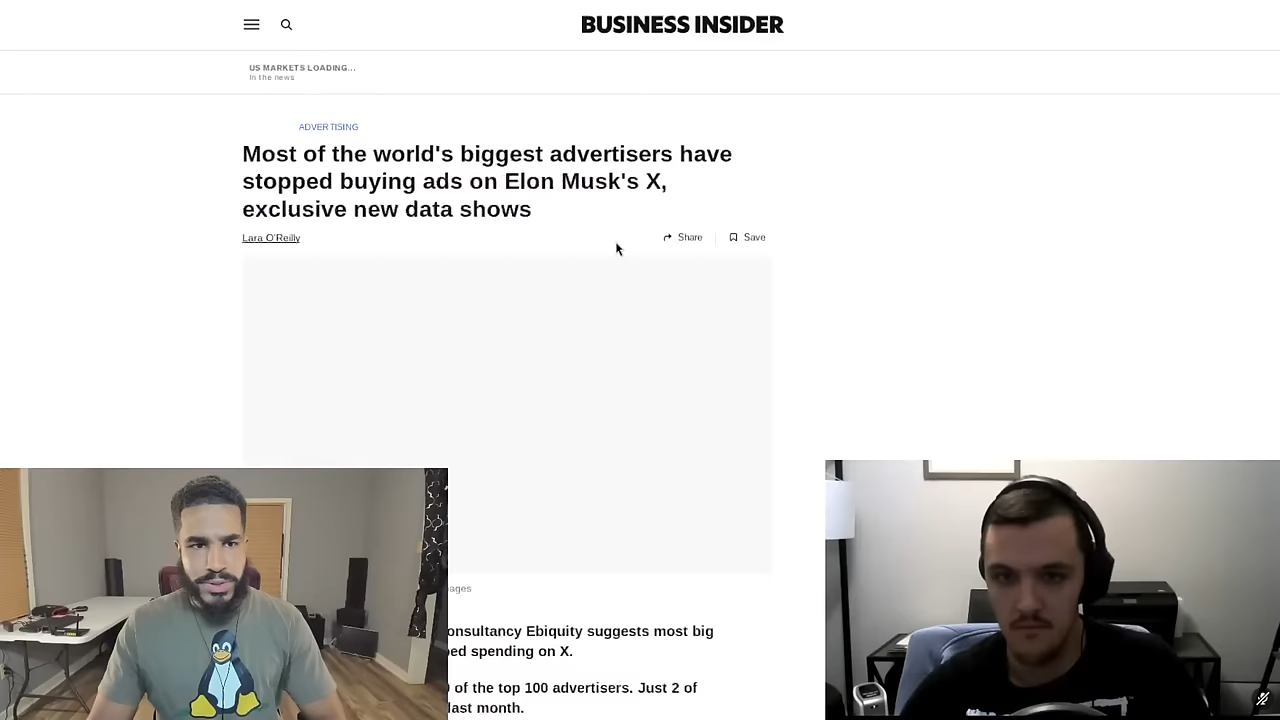 BUSINESS INSIDER
US MARKETS LOADING...
In the news
ADVERTISING
Most of the world's biggest advertisers have
stopped buying ads on Elon Musk's X,
exclusive new data shows
Lara O'Reilly
Share
Save
onsultancy Ebiquity suggests most big
spending on X.
of the top 100 advertisers. Just 2 of
last month.